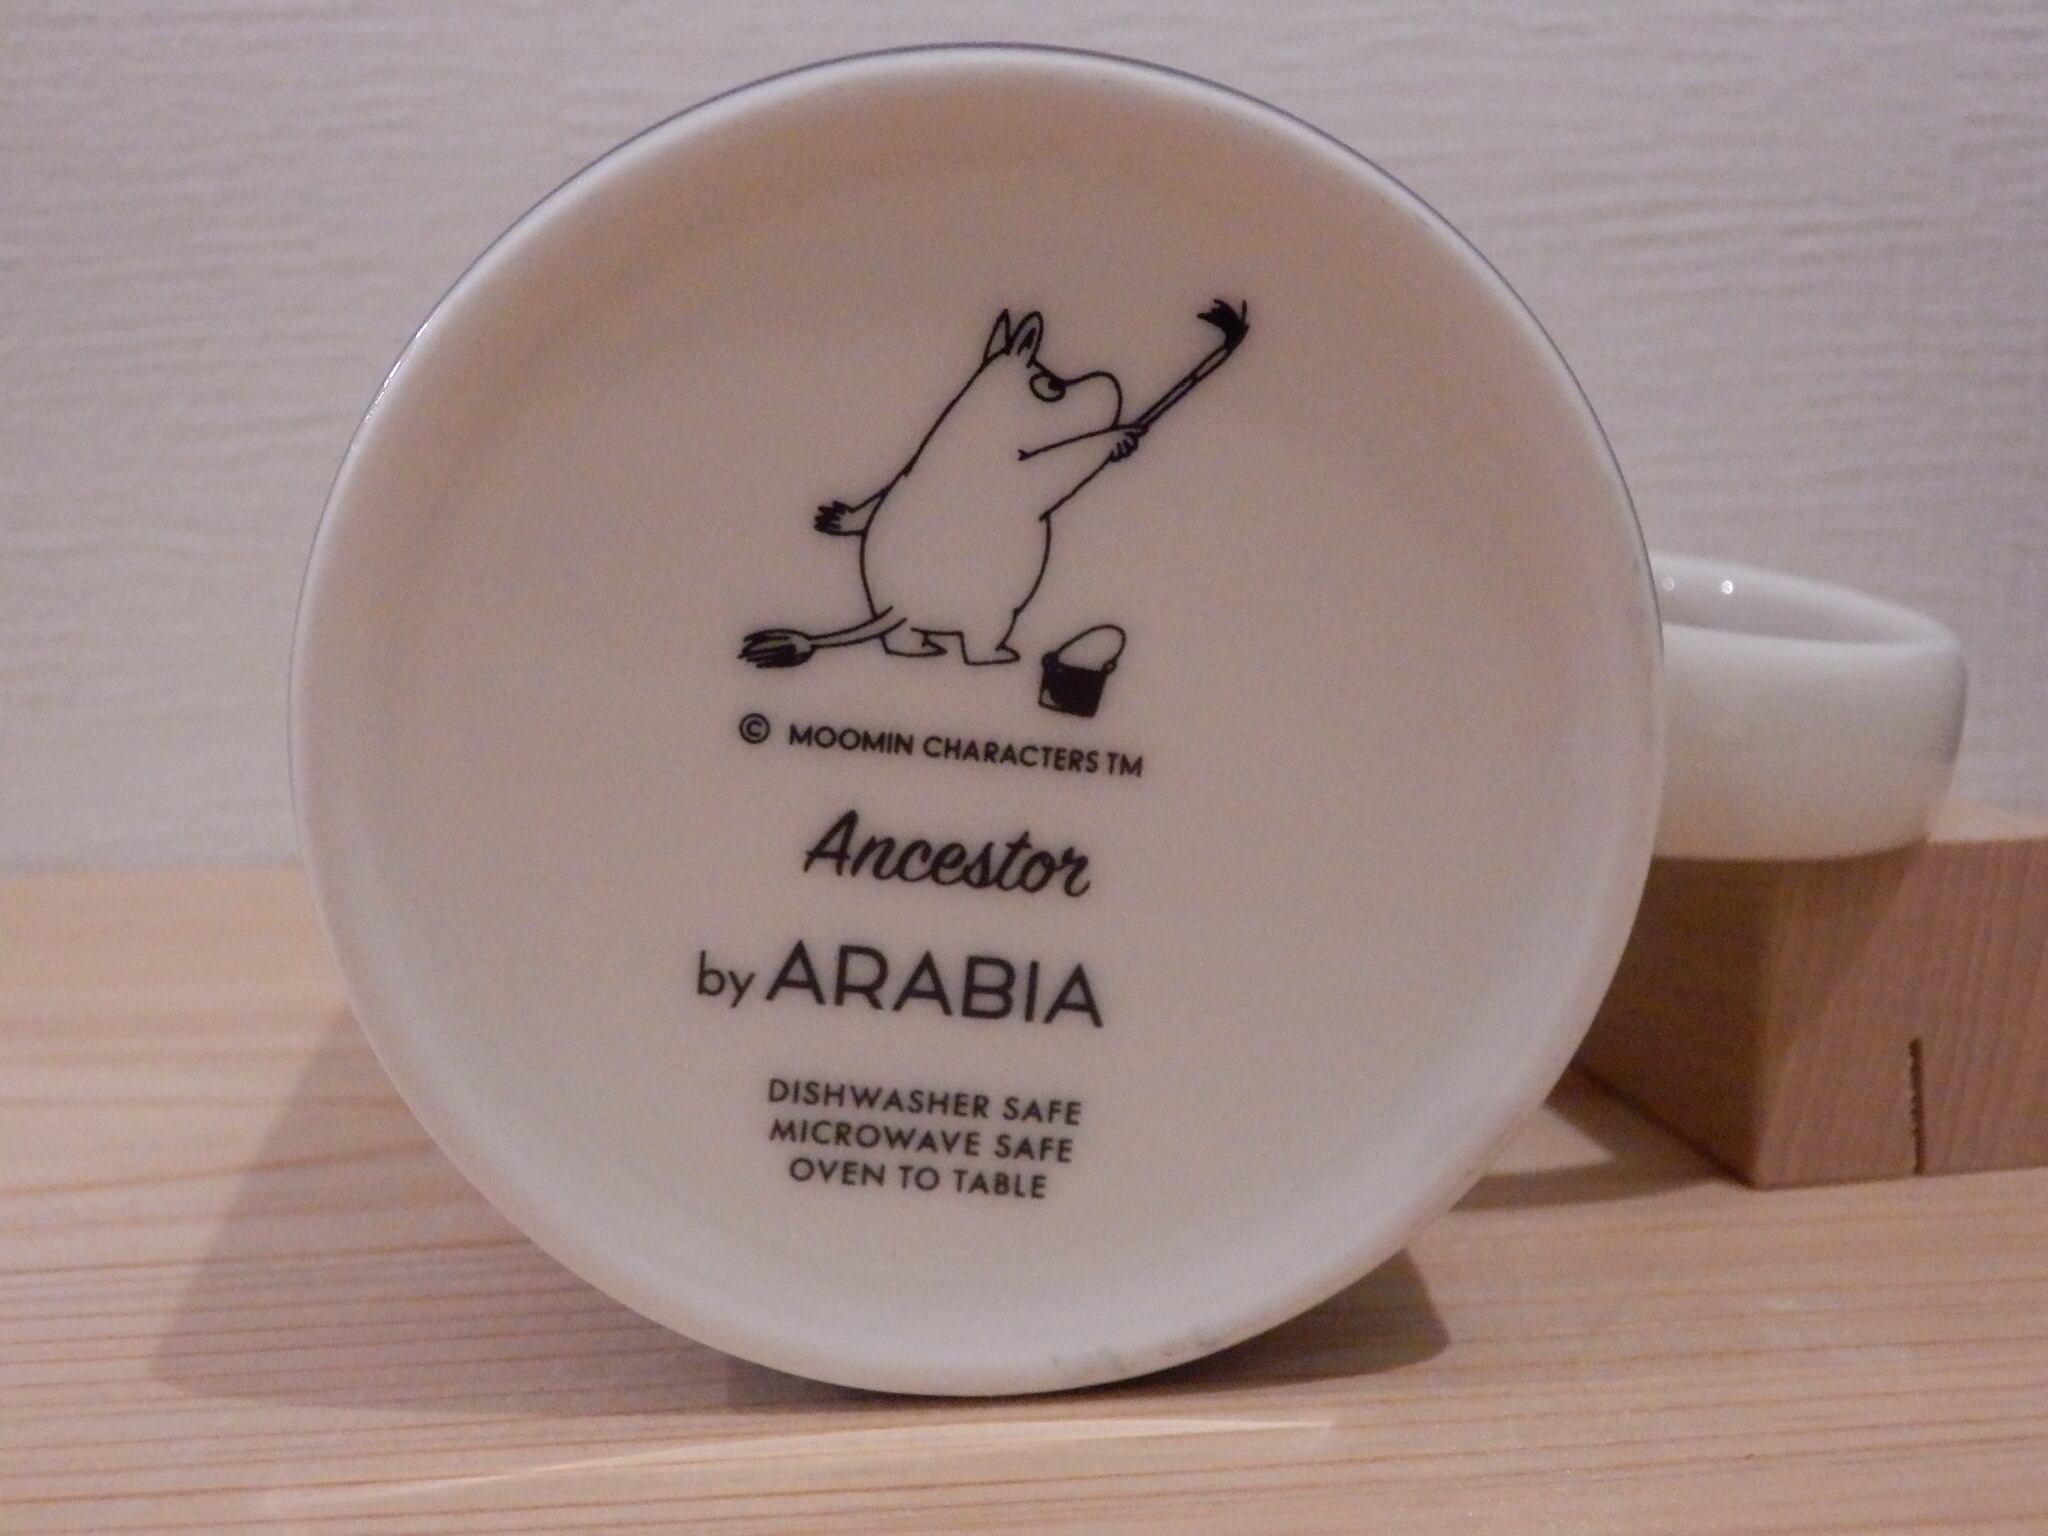 © MOOMIN CHARACTERS TM
Ancestor
by ARABIA
DISHWASHER SAFE
MICROWAVE SAFE
OVEN TO TABLE